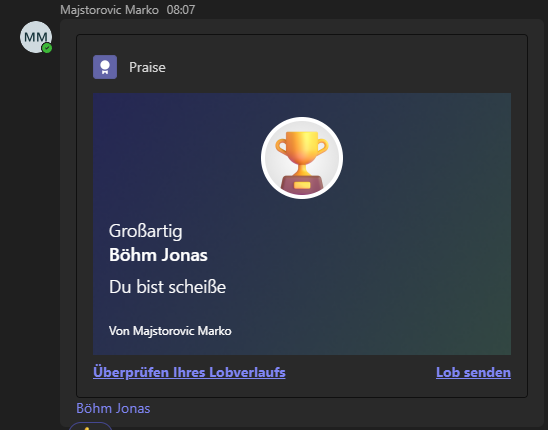 Majstorovic Marko 08:07
MM
Praise
Großartig
Böhm Jonas
Du bist scheiße
Von Majstorovic Marko
Überprüfen Ihres Lobverlaufs
Lob senden
Böhm Jonas